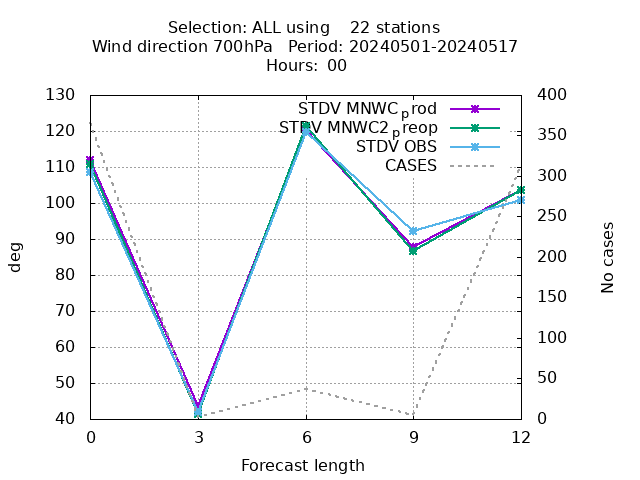 Selection: ALL using    22 stations
Wind direction 700hPa   Period: 20240501-20240517
Hours: 00
130 400
120 350
110 300
100 250
90 200
80 150
70 100
60 50
50 0
40
STDV MNWC_prod
STDV MNWC2_preop
STDV OBS
CASES
deg
No cases
0 3 6 9 12
Forecast length